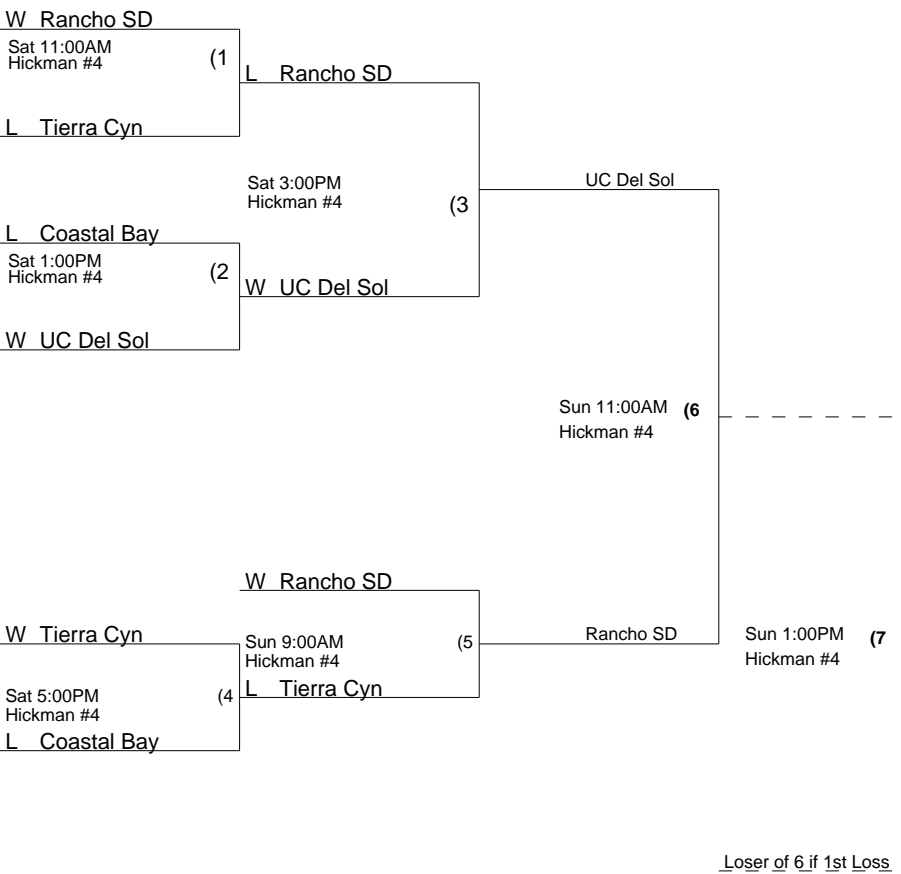 W Rancho SD
Sat 11:00AM
Hickman #4
(1
L Tierra Cyn
L Rancho SD
Sat 3:00PM
Hickman #4
(3
UC Del Sol
L Coastal Bay
Sat 1:00PM
Hickman #4
(2
W UC Del Sol
W UC Del Sol
Sun 11:00AM (6
Hickman #4
W Rancho SD
W Tierra Cyn
Sun 9:00AM
Hickman #4
(5
Rancho SD
Sun 1:00PM (7
Hickman #4
Sat 5:00PM
Hickman #4
(4
L Tierra Cyn
L Coastal Bay
Loser of 6 if 1st Loss